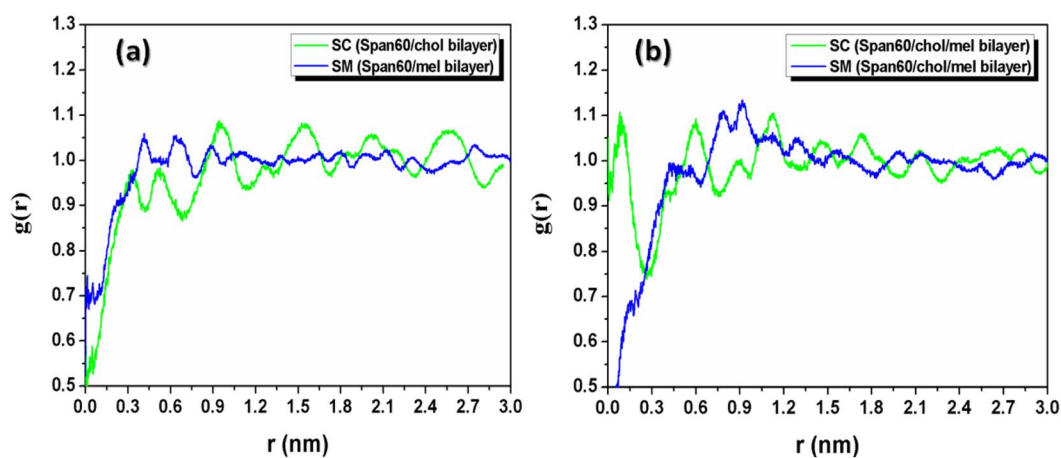 (a)
SC (Span60/chol bilayer)
SM (Span60/mel bilayer)
g(r)
1.3
1.2
1.1
1.0
0.9
0.8
0.7
0.6
0.5
0.0 0.3 0.6 0.9 1.2 1.5 1.8 2.1 2.4 2.7 3.0
r (nm)
(b)
SC (Span60/chol/mel bilayer)
SM (Span60/chol/mel bilayer)
g(r)
1.3
1.2
1.1
1.0
0.9
0.8
0.7
0.6
0.5
0.0 0.3 0.6 0.9 1.2 1.5 1.8 2.1 2.4 2.7 3.0
r (nm)